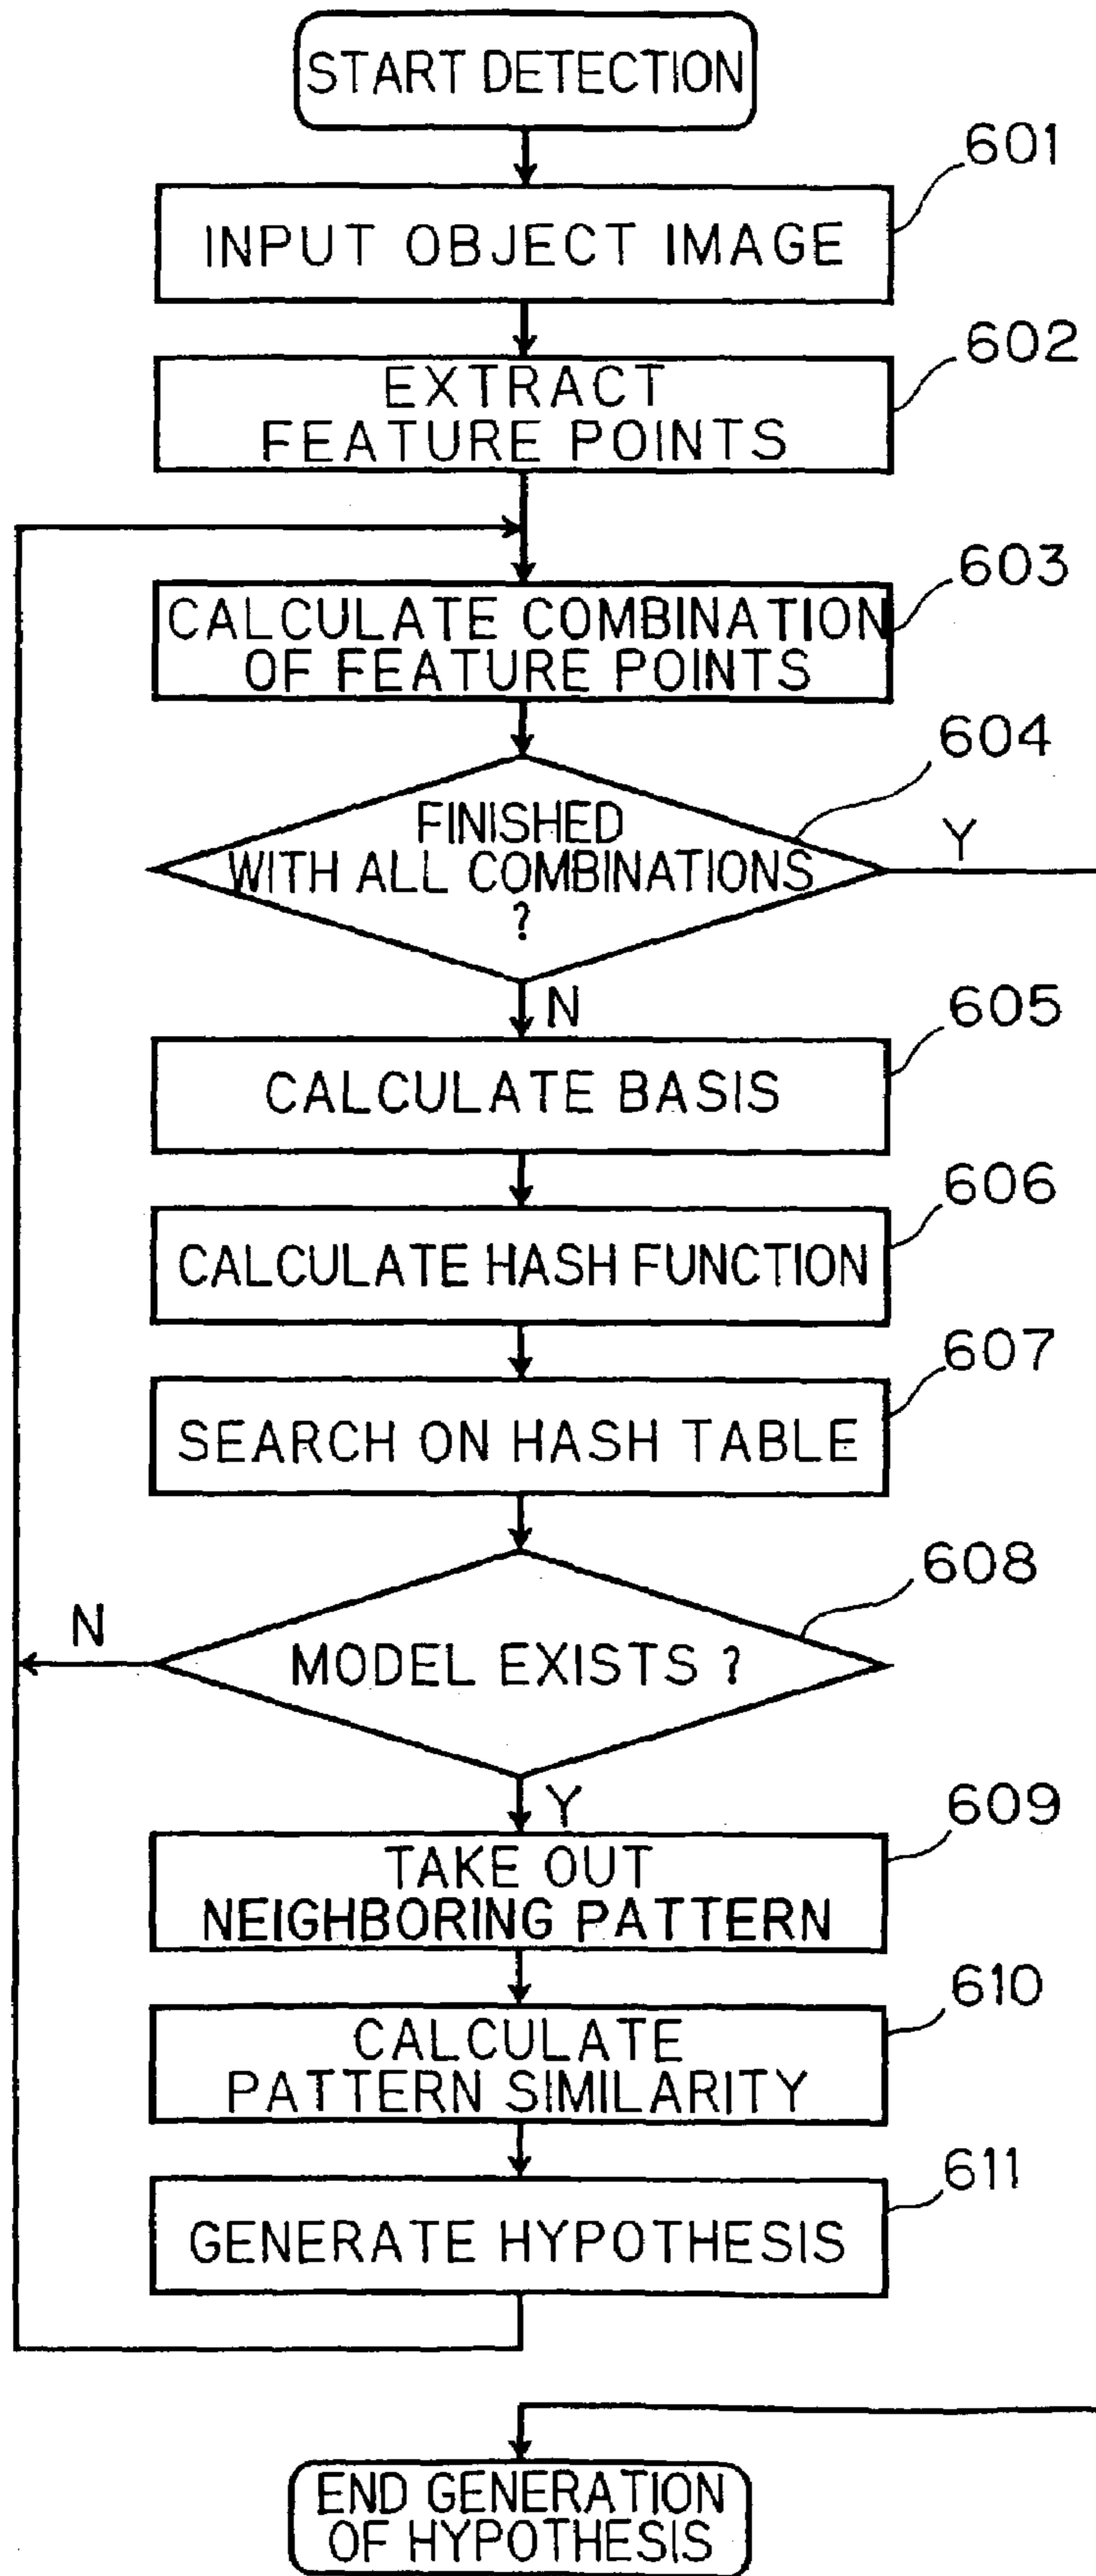 START DETECTION
601
INPUT OBJECT IMAGE
602
EXTRACT
FEATURE POINTS
603
CALCULATE COMBINATION
OF FEATURE POINTS
604
FINISHED
WITH ALL COMBINATIONS
?
Y
N
605
CALCULATE BASIS
606
CALCULATE HASH FUNCTION
607
SEARCH ON HASH TABLE
608
N
MODEL EXISTS ?
Y
609
TAKE OUT
NEIGHBORING PATTERN
610
CALCULATE
PATTERN SIMILARITY
611
GENERATE HYPOTHESIS
END GENERATION
OF HYPOTHESIS